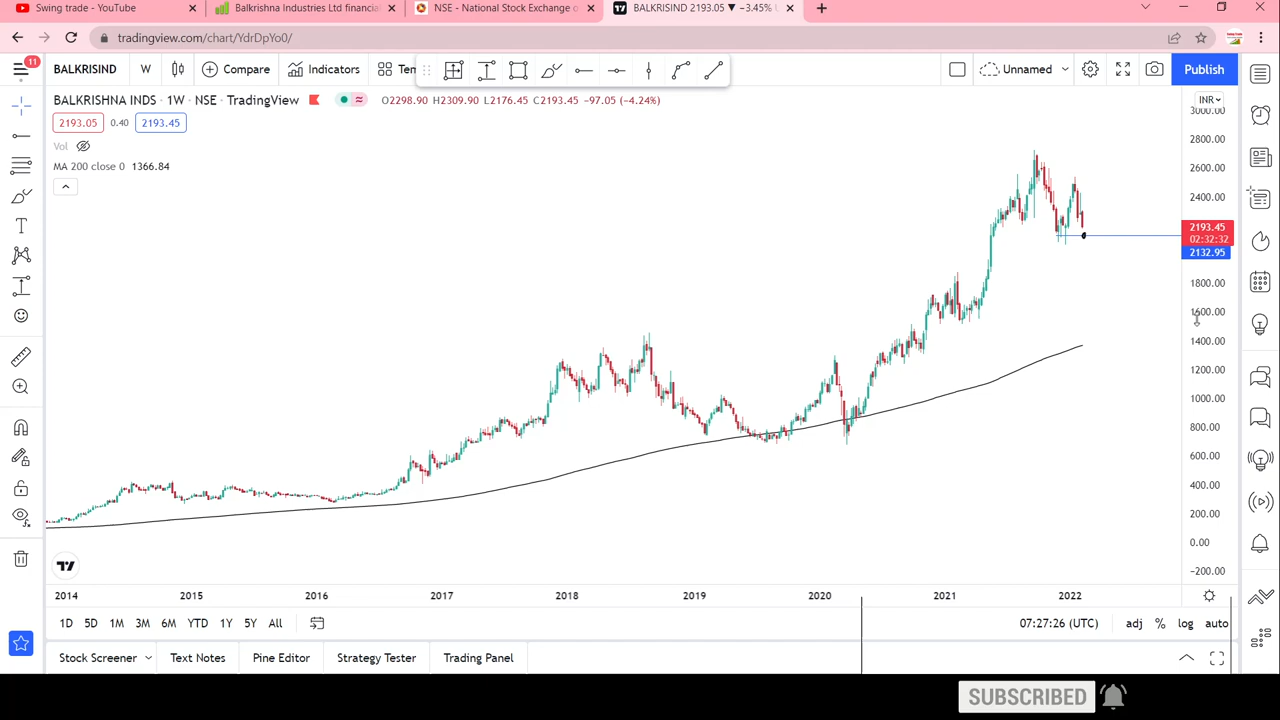 Swing trade - YouTube
Balkrishna Industries Ltd financia
NSE - National Stock Exchange o
BALKRISIND 2193.05 ▼ −3.45% U
tradingview.com/chart/YdrDpYo0/
11
BALKRISIND
W
Compare
Indicators
Tem
Unnamed
Publish
BALKRISHNA INDS · 1W · NSE · TradingView
O2298.90 H2309.90 L2176.45 C2193.45 −97.05 (−4.24%)
INR
2193.05
0.40
2193.45
Vol
MA 200 close 0 1366.84
3000.00
2800.00
2600.00
2400.00
2193.45
02:32:32
2132.95
1800.00
1600.00
1400.00
1200.00
1000.00
800.00
600.00
400.00
200.00
0.00
-200.00
2014 2015 2016 2017 2018 2019 2020 2021 2022
1D 5D 1M 3M 6M YTD 1Y 5Y All
07:27:26 (UTC)
adj % log auto
Stock Screener
Text Notes
Pine Editor
Strategy Tester
Trading Panel
SUBSCRIBED